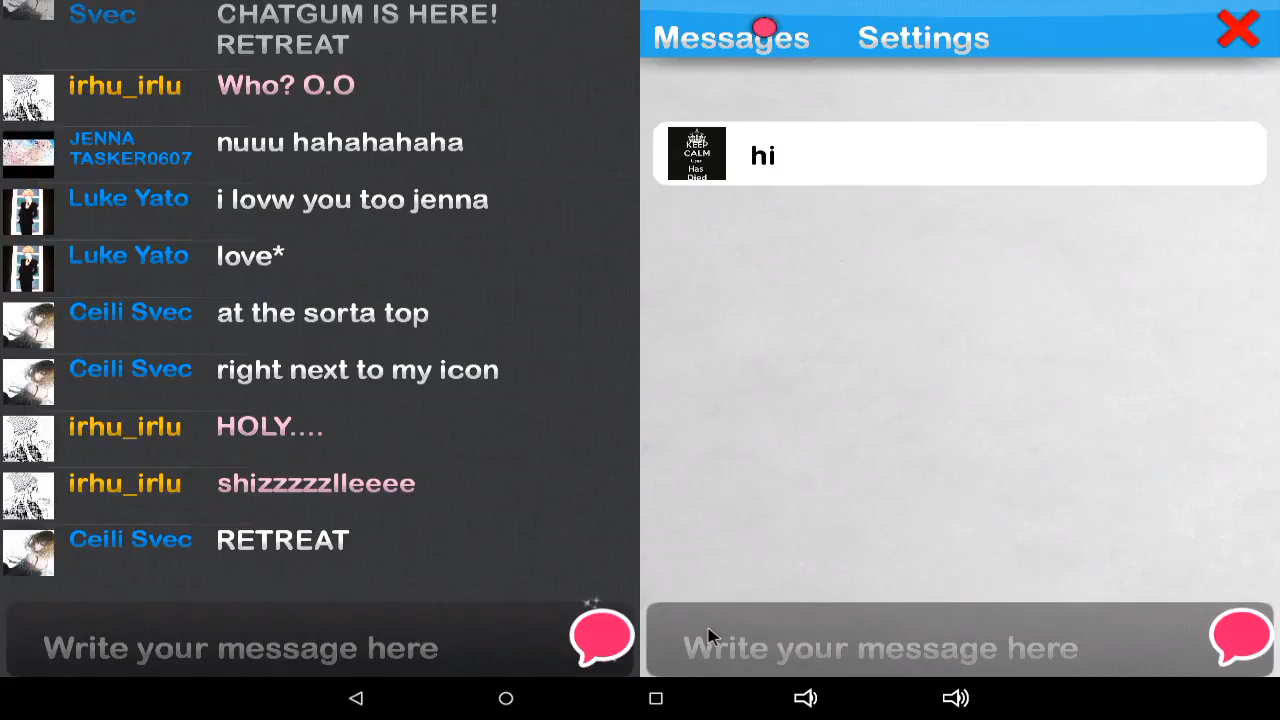 Svec
CHATGUM IS HERE!
RETREAT
irhu_irlu
Who? O.O
JENNA
TASKER0607
nuuu hahahahaha
Luke Yato
i lovw you too jenna
Luke Yato
love*
Ceili Svec
at the sorta top
Ceili Svec
right next to my icon
irhu_irlu
HOLY....
irhu_irlu
shizzzzzlleeee
Ceili Svec
RETREAT
Write your message here
Messages
Settings
KEEP
CALM
Has
Died
hi
Write your message here